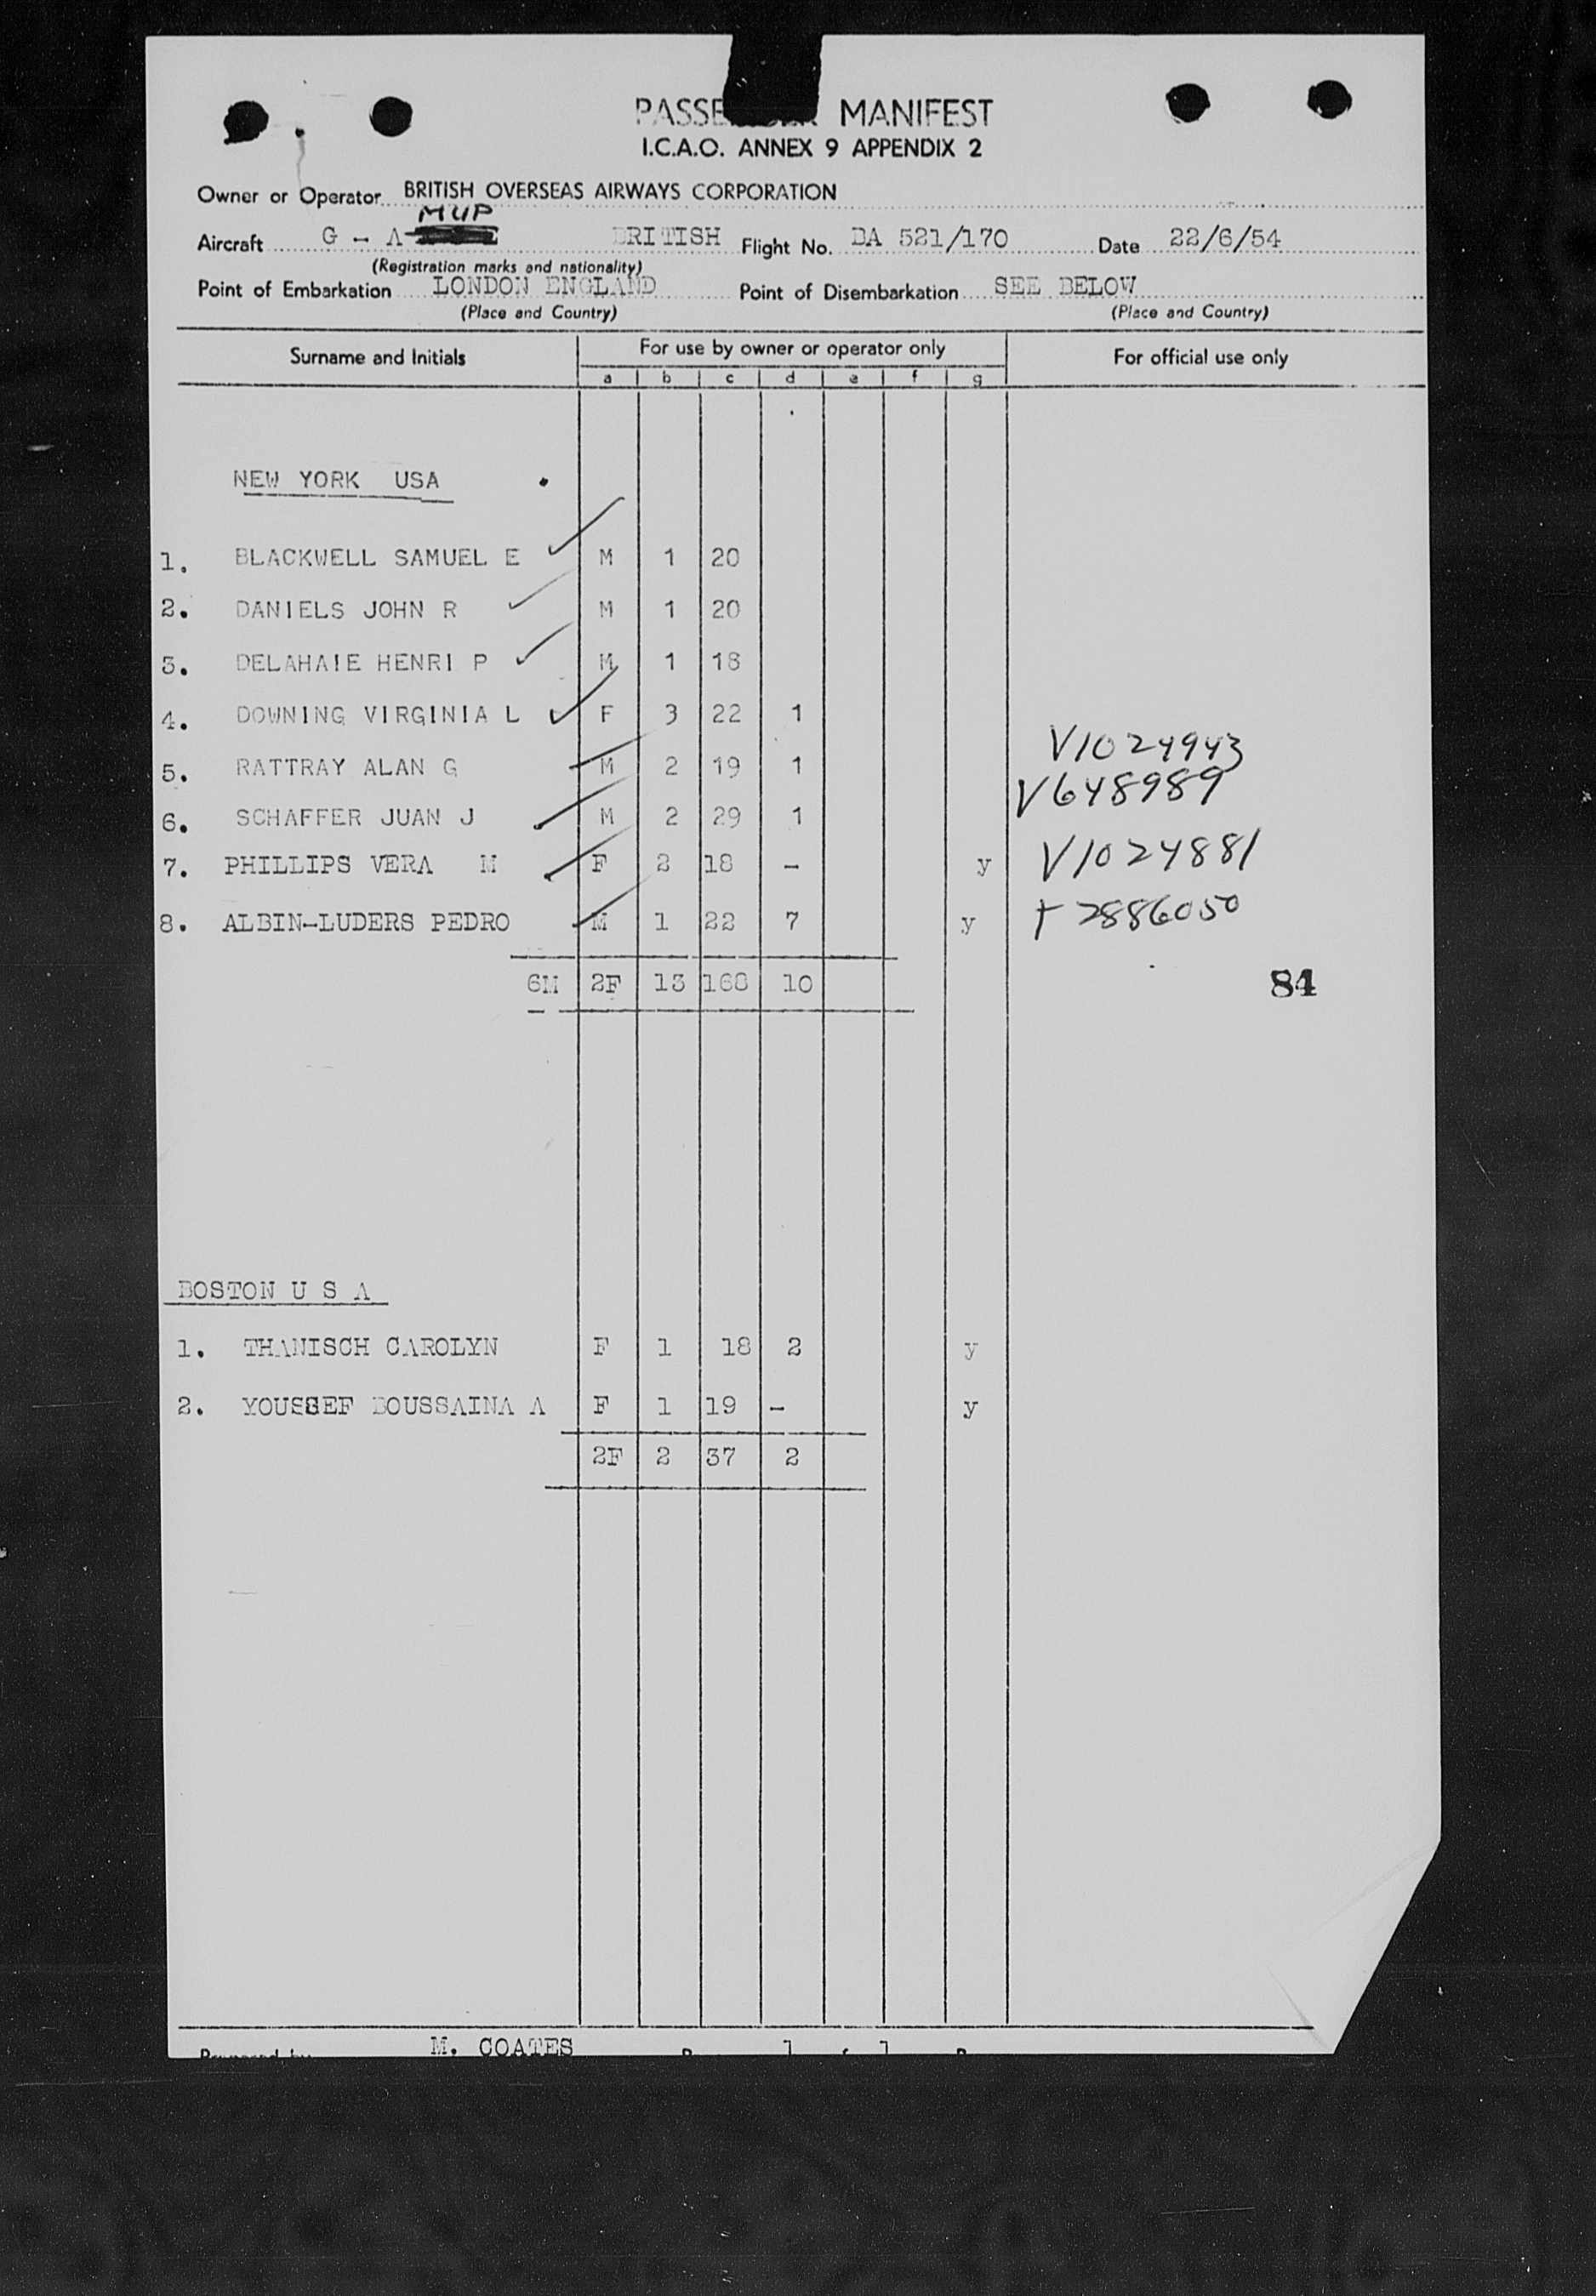 MANIFEST
I.C.A.O. ANNEX 9 APPENDIX 2
Owner or Operator BRITISH OVERSEAS AIRWAYS CORPORATION
MUP
Aircraft G - A BRITISH Flight No. BA 521/170 Date 22/6/54
(Registration marks and nationality)
Point of Embarkation LONDON ENGLAND Point of Disembarkation SEE BELOW
(Place and Country) (Place and Country)
Surname and Initials For use by owner or operator only For official use only
a b c d e f g
NEW YORK USA
1. BLACKWELL SAMUEL E M 1 20
2. DANIELS JOHN R M 1 20
3. DELAHAIE HENRI P M 1 18
4. DOWNING VIRGINIA L F 3 22 1
5. RATTRAY ALAN G M 2 19 1 V1024943
6. SCHAFFER JUAN J M 2 29 1 V648989
7. PHILLIPS VERA M F 2 18 - y V1024881
8. ALBIN-LUDERS PEDRO M 1 22 7 y T 2886050
6M 2F 13 168 10 84
BOSTON U S A
1. THANISCH CAROLYN F 1 18 2 y
2. YOUSSEF BOUSSAINA A F 1 19 - y
2F 2 37 2
M. COATES